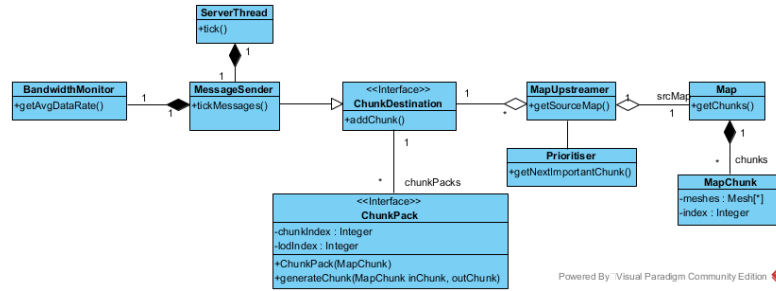 ServerThread
+tick()
1
1
BandwidthMonitor
+getAvgDataRate()
1
1
MessageSender
+tickMessages()
<<Interface>>
ChunkDestination
+addChunk()
1
*
MapUpstreamer
+getSourceMap()
1
srcMap
1
Map
+getChunks()
1
* chunks
1
* chunkPacks
Prioritiser
+getNextImportantChunk()
MapChunk
-meshes : Mesh[*]
-index : Integer
<<Interface>>
ChunkPack
-chunkIndex : Integer
-lodIndex : Integer
+ChunkPack(MapChunk)
+generateChunk(MapChunk inChunk, outChunk)
Powered By Visual Paradigm Community Edition